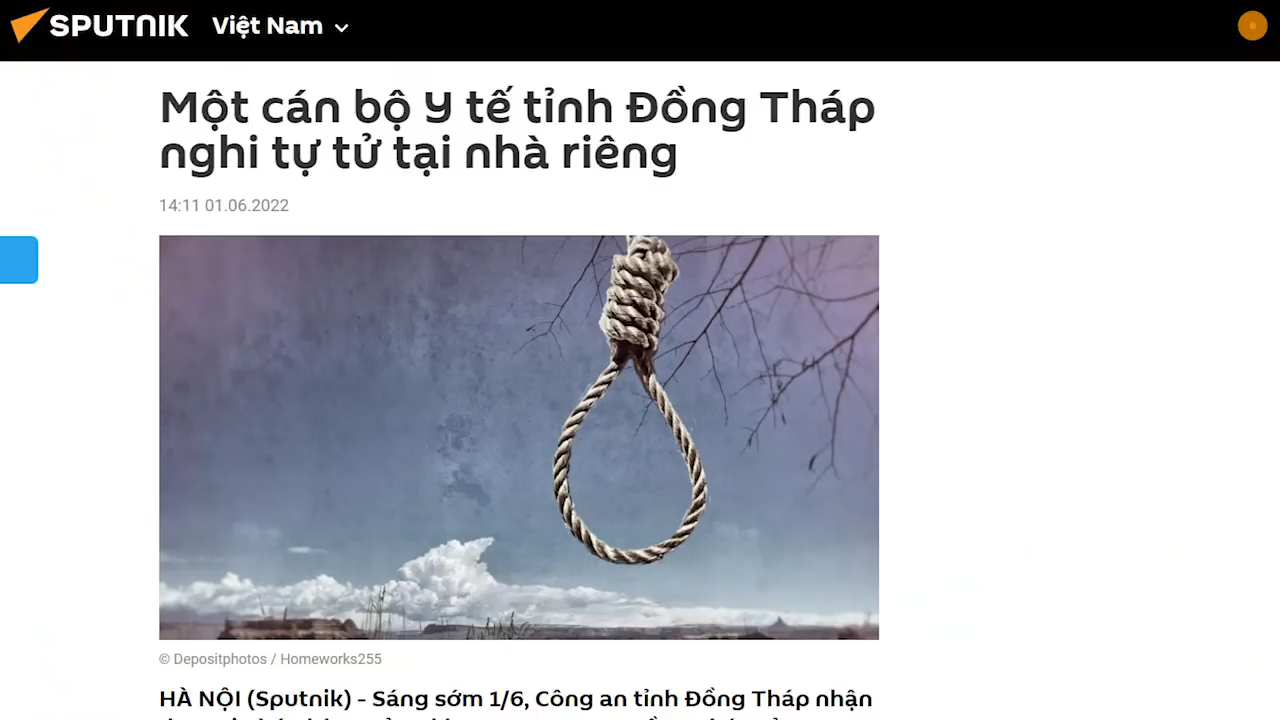 SPUTNIK Việt Nam
Một cán bộ Y tế tỉnh Đồng Tháp
nghi tự tử tại nhà riêng
14:11 01.06.2022
© Depositphotos / Homeworks255
HÀ NỘI (Sputnik) - Sáng sớm 1/6, Công an tỉnh Đồng Tháp nhận